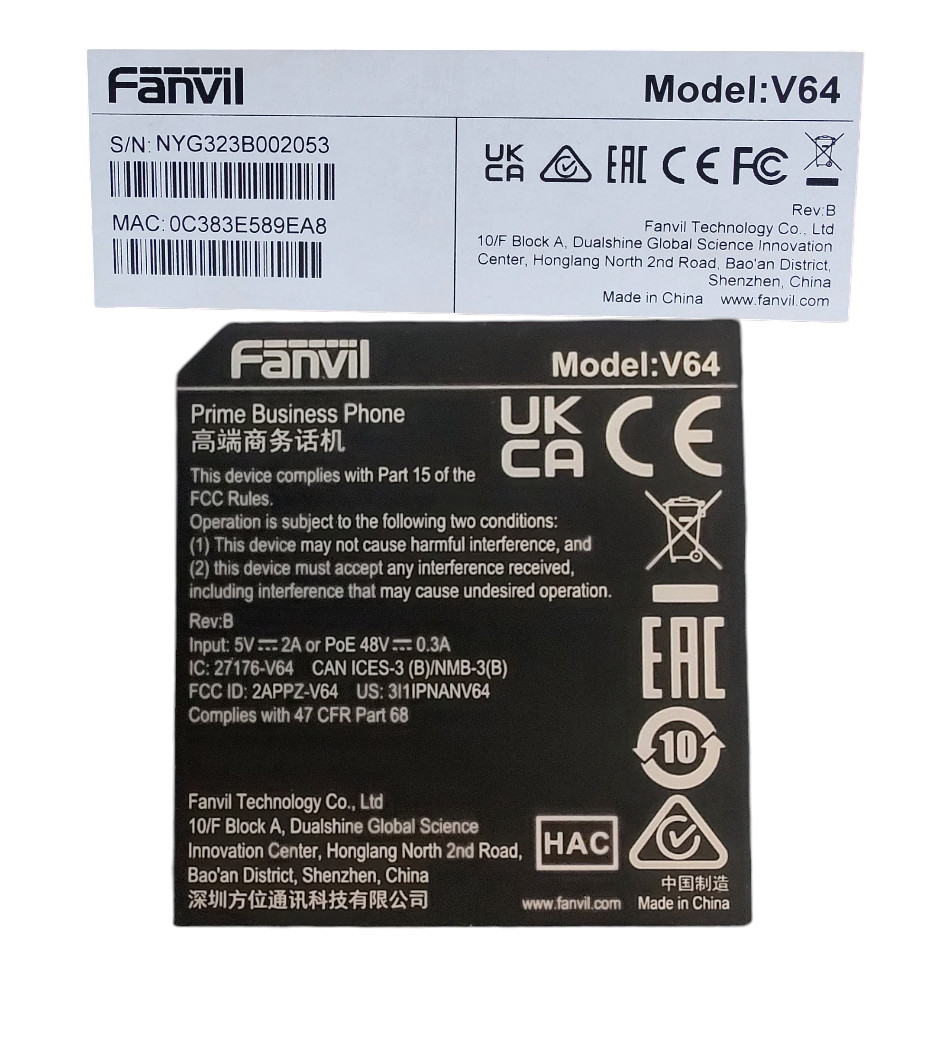 Fanvil Model:V64
S/N: NYG323B002053
MAC: 0C383E589EA8
UK CA EAC CE FC
Rev:B
Fanvil Technology Co., Ltd
10/F Block A, Dualshine Global Science Innovation
Center, Honglang North 2nd Road, Bao'an District,
Shenzhen, China
Made in China www.fanvil.com
Fanvil Model:V64
Prime Business Phone
高端商务话机
UK
CA CE
This device complies with Part 15 of the
FCC Rules.
Operation is subject to the following two conditions:
(1) This device may not cause harmful interference, and
(2) this device must accept any interference received,
including interference that may cause undesired operation.
Rev:B
Input: 5V⎓2A or PoE 48V⎓0.3A
IC: 27176-V64 CAN ICES-3 (B)/NMB-3(B)
FCC ID: 2APPZ-V64 US: 3I1IPNANV64
Complies with 47 CFR Part 68
EAC
10
Fanvil Technology Co., Ltd
10/F Block A, Dualshine Global Science
Innovation Center, Honglang North 2nd Road,
Bao'an District, Shenzhen, China
深圳方位通讯科技有限公司
HAC
中国制造
www.fanvil.com Made in China